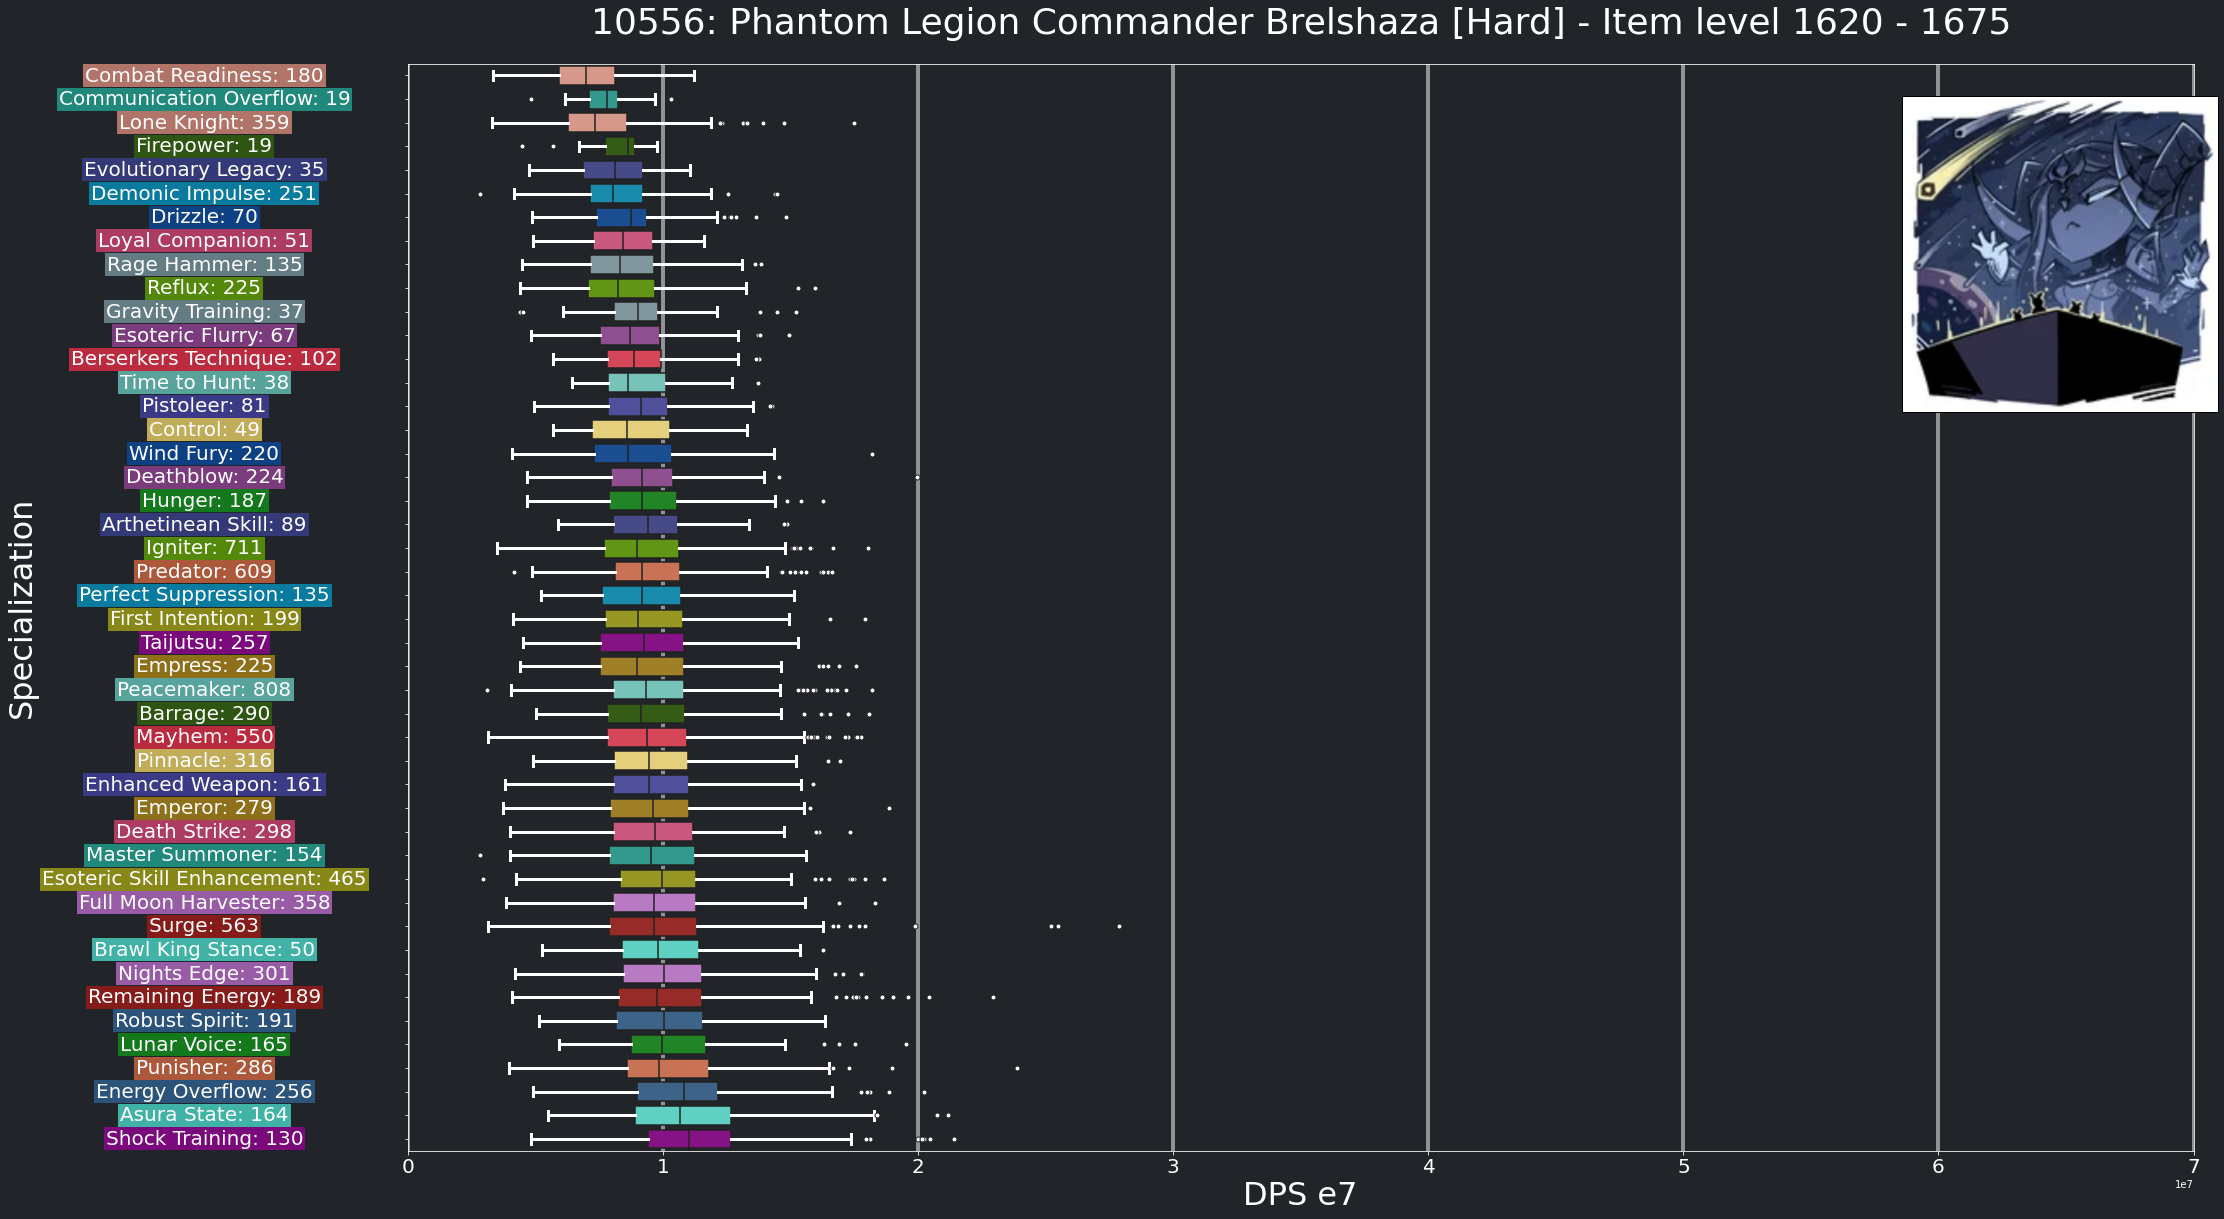 10556: Phantom Legion Commander Brelshaza [Hard] - Item level 1620 - 1675
Combat Readiness: 180
Communication Overflow: 19
Lone Knight: 359
Firepower: 19
Evolutionary Legacy: 35
Demonic Impulse: 251
Drizzle: 70
Loyal Companion: 51
Rage Hammer: 135
Reflux: 225
Gravity Training: 37
Esoteric Flurry: 67
Berserkers Technique: 102
Time to Hunt: 38
Pistoleer: 81
Control: 49
Wind Fury: 220
Deathblow: 224
Hunger: 187
Arthetinean Skill: 89
Igniter: 711
Predator: 609
Perfect Suppression: 135
First Intention: 199
Taijutsu: 257
Empress: 225
Peacemaker: 808
Barrage: 290
Mayhem: 550
Pinnacle: 316
Enhanced Weapon: 161
Emperor: 279
Death Strike: 298
Master Summoner: 154
Esoteric Skill Enhancement: 465
Full Moon Harvester: 358
Surge: 563
Brawl King Stance: 50
Nights Edge: 301
Remaining Energy: 189
Robust Spirit: 191
Lunar Voice: 165
Punisher: 286
Energy Overflow: 256
Asura State: 164
Shock Training: 130
Specialization
0 1 2 3 4 5 6 7
1e7
DPS e7